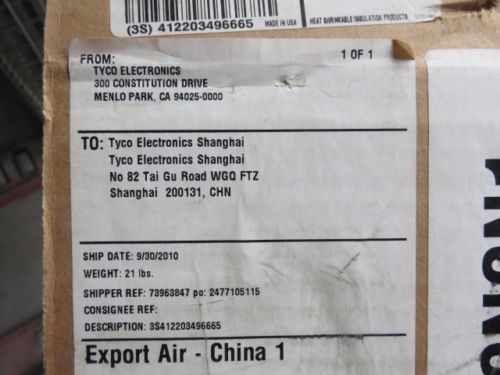 (3S) 412203496665
MADE IN USA
HEAT SHRINKABLE INSULATION PRODUCTS
FROM:
1 OF 1
TYCO ELECTRONICS
300 CONSTITUTION DRIVE
MENLO PARK, CA 94025-0000
TO: Tyco Electronics Shanghai
Tyco Electronics Shanghai
No 82 Tai Gu Road WGQ FTZ
Shanghai 200131, CHN
SHIP DATE: 9/30/2010
WEIGHT: 21 lbs.
SHIPPER REF: 73963847 po: 2477105115
CONSIGNEE REF:
DESCRIPTION: 3S412203496665
Export Air - China 1